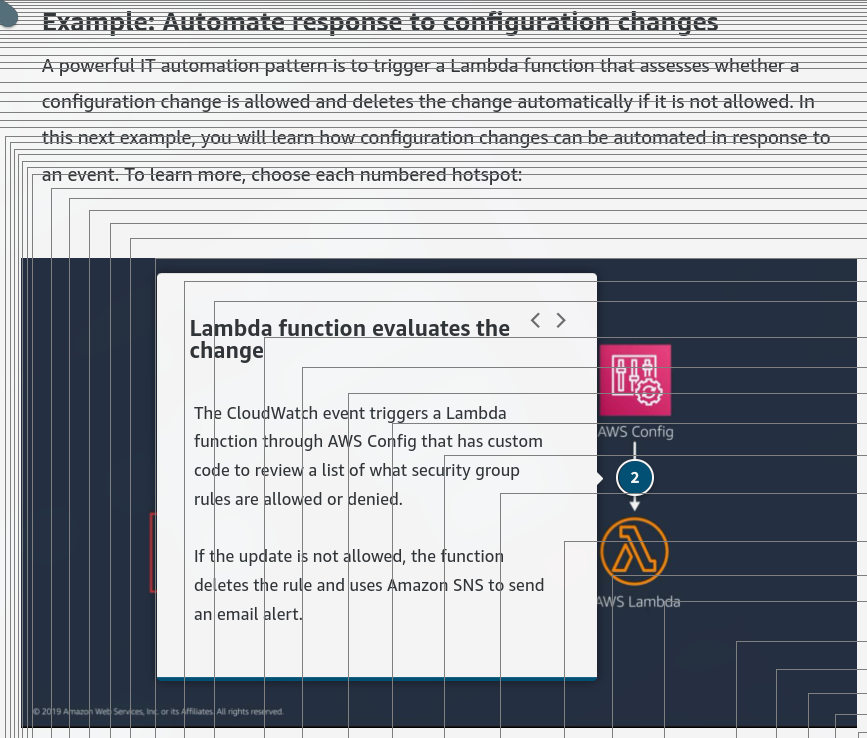 Example: Automate response to configuration changes
A powerful IT automation pattern is to trigger a Lambda function that assesses whether a
configuration change is allowed and deletes the change automatically if it is not allowed. In
this next example, you will learn how configuration changes can be automated in response to
an event. To learn more, choose each numbered hotspot:
Lambda function evaluates the
change
The CloudWatch event triggers a Lambda
function through AWS Config that has custom
code to review a list of what security group
rules are allowed or denied.
If the update is not allowed, the function
deletes the rule and uses Amazon SNS to send
an email alert.
AWS Config
2
AWS Lambda
© 2019 Amazon Web Services, Inc. or its Affiliates. All rights reserved.